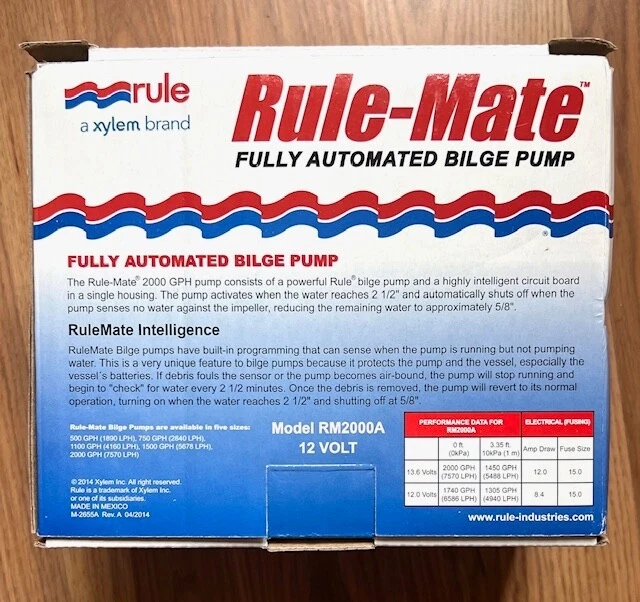 rule
a xylem brand
Rule-Mate™
FULLY AUTOMATED BILGE PUMP
®
FULLY AUTOMATED BILGE PUMP
The Rule-Mate® 2000 GPH pump consists of a powerful Rule® bilge pump and a highly intelligent circuit board
in a single housing. The pump activates when the water reaches 2 1/2" and automatically shuts off when the
pump senses no water against the impeller, reducing the remaining water to approximately 5/8".
RuleMate Intelligence
RuleMate Bilge pumps have built-in programming that can sense when the pump is running but not pumping
water. This is a very unique feature to bilge pumps because it protects the pump and the vessel, especially the
vessel's batteries. If debris fouls the sensor or the pump becomes air-bound, the pump will stop running and
begin to "check" for water every 2 1/2 minutes. Once the debris is removed, the pump will revert to its normal
operation, turning on when the water reaches 2 1/2" and shutting off at 5/8".
Rule-Mate Bilge Pumps are available in five sizes:
500 GPH (1890 LPH), 750 GPH (2840 LPH),
1100 GPH (4160 LPH), 1500 GPH (5678 LPH),
2000 GPH (7570 LPH)
Model RM2000A
12 VOLT
PERFORMANCE DATA FOR RM2000A ELECTRICAL (FUSING)
0 ft. (0kPa) 3.35 ft. 10kPa (1 m) Amp Draw Fuse Size
13.6 Volts 2000 GPH (7570 LPH) 1450 GPH (5488 LPH) 12.0 15.0
12.0 Volts 1740 GPH (6586 LPH) 1305 GPH (4940 LPH) 8.4 15.0
© 2014 Xylem Inc. All right reserved.
Rule is a trademark of Xylem Inc.
or one of its subsidiaries.
MADE IN MEXICO
M-2655A Rev. A 04/2014
www.rule-industries.com